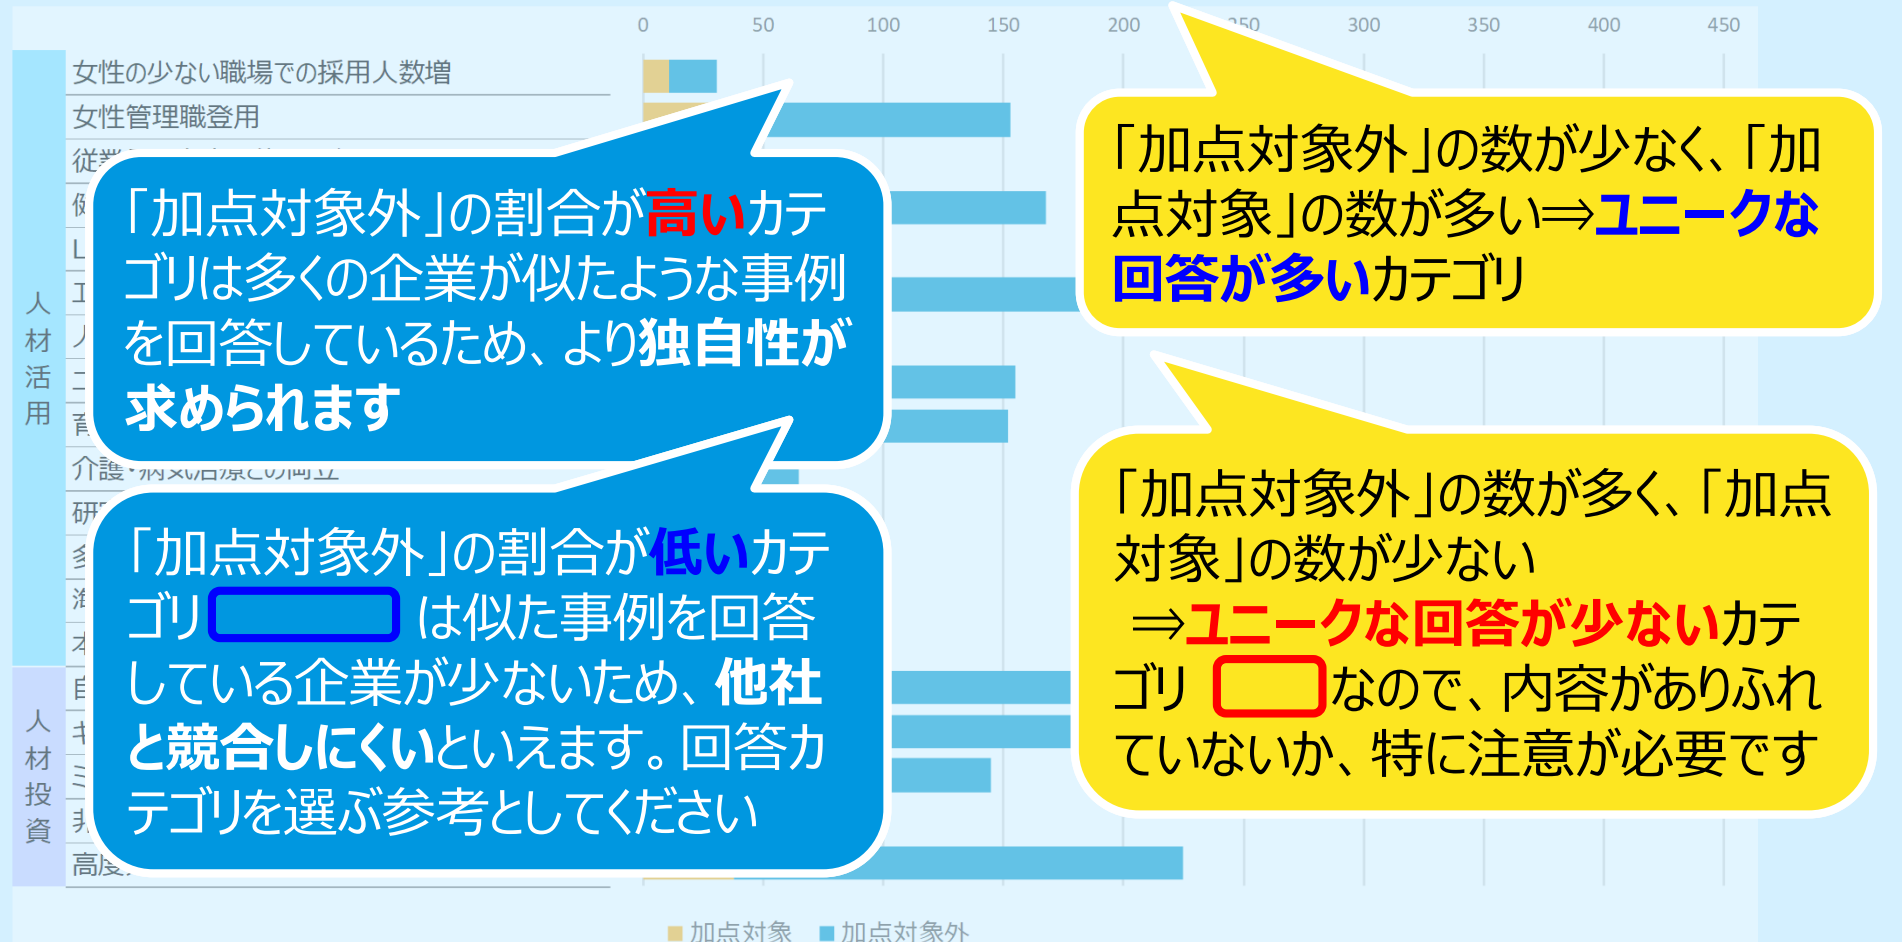 0 50 100 150 200 250 300 350 400 450
人材活用
女性の少ない職場での採用人数増
女性管理職登用
「加点対象外」の割合が高いカテ
ゴリは多くの企業が似たような事例
を回答しているため、より独自性が
求められます
「加点対象外」の数が少なく、「加
点対象」の数が多い⇒ユニークな
回答が多いカテゴリ
介護・病気治療との両立
「加点対象外」の割合が低いカテ
ゴリ は似た事例を回答
している企業が少ないため、他社
と競合しにくいといえます。回答カ
テゴリを選ぶ参考としてください
「加点対象外」の数が多く、「加点
対象」の数が少ない
⇒ユニークな回答が少ないカテ
ゴリ なので、内容がありふれ
ていないか、特に注意が必要です
人材投資
高度
加点対象 加点対象外